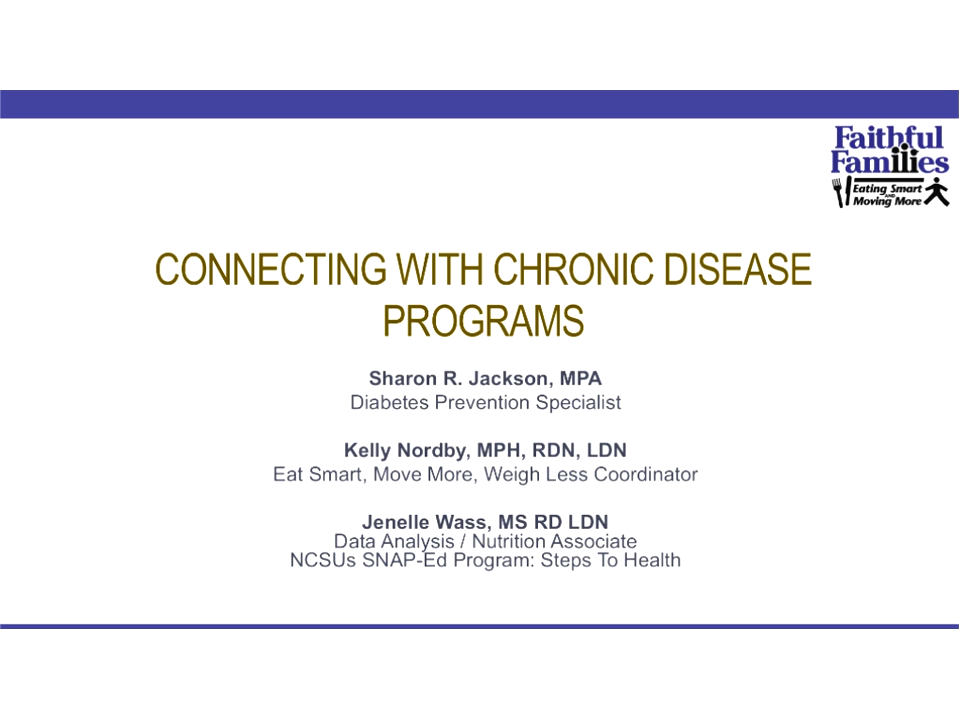 Faithful
Families
Eating Smart
AND
Moving More
CONNECTING WITH CHRONIC DISEASE
PROGRAMS
Sharon R. Jackson, MPA
Diabetes Prevention Specialist
Kelly Nordby, MPH, RDN, LDN
Eat Smart, Move More, Weigh Less Coordinator
Jenelle Wass, MS RD LDN
Data Analysis / Nutrition Associate
NCSUs SNAP-Ed Program: Steps To Health